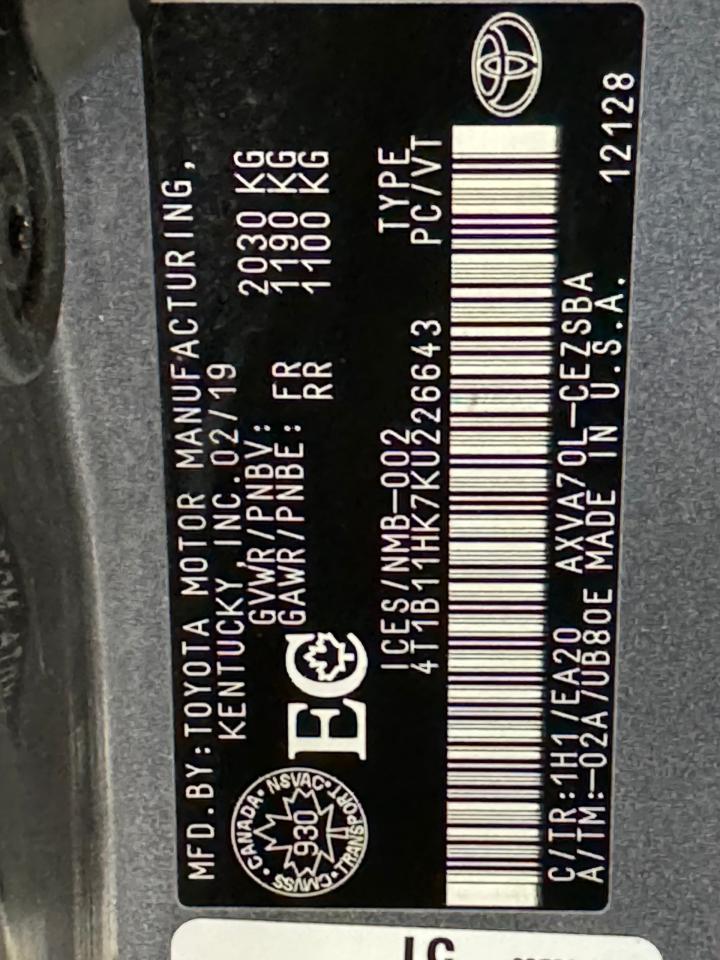 MFD.BY:TOYOTA MOTOR MANUFACTURING,
KENTUCKY,INC.02/19
GVWR/PNBV: 2030 KG
GAWR/PNBE: FR 1190 KG
RR 1100 KG
CANADA • NSVAC • TRANSPORT • CMVSS •
930
EC
ICES/NMB-002 TYPE
4T1B11HK7KU226643 PC/VT
C/TR:1H1/EA20 AXVA70L-CEZSBA
A/TM:-02A/UB80E MADE IN U.S.A.
12128